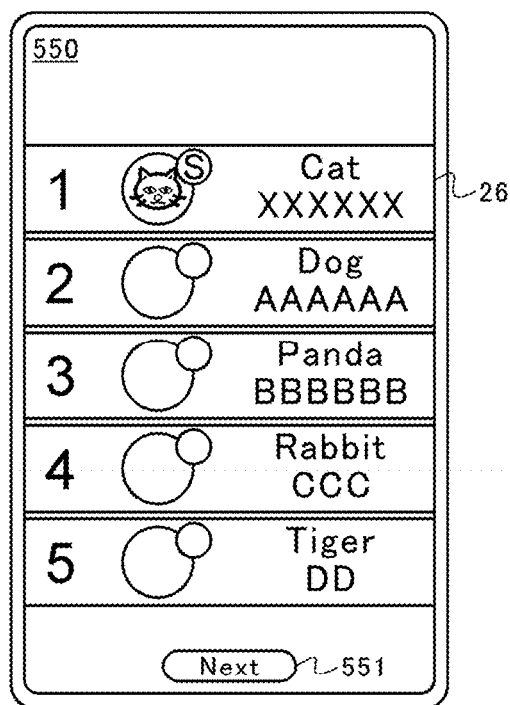 550
1
S
Cat
XXXXXX
26
2
Dog
AAAAAA
3
Panda
BBBBBB
4
Rabbit
CCC
5
Tiger
DD
Next
551